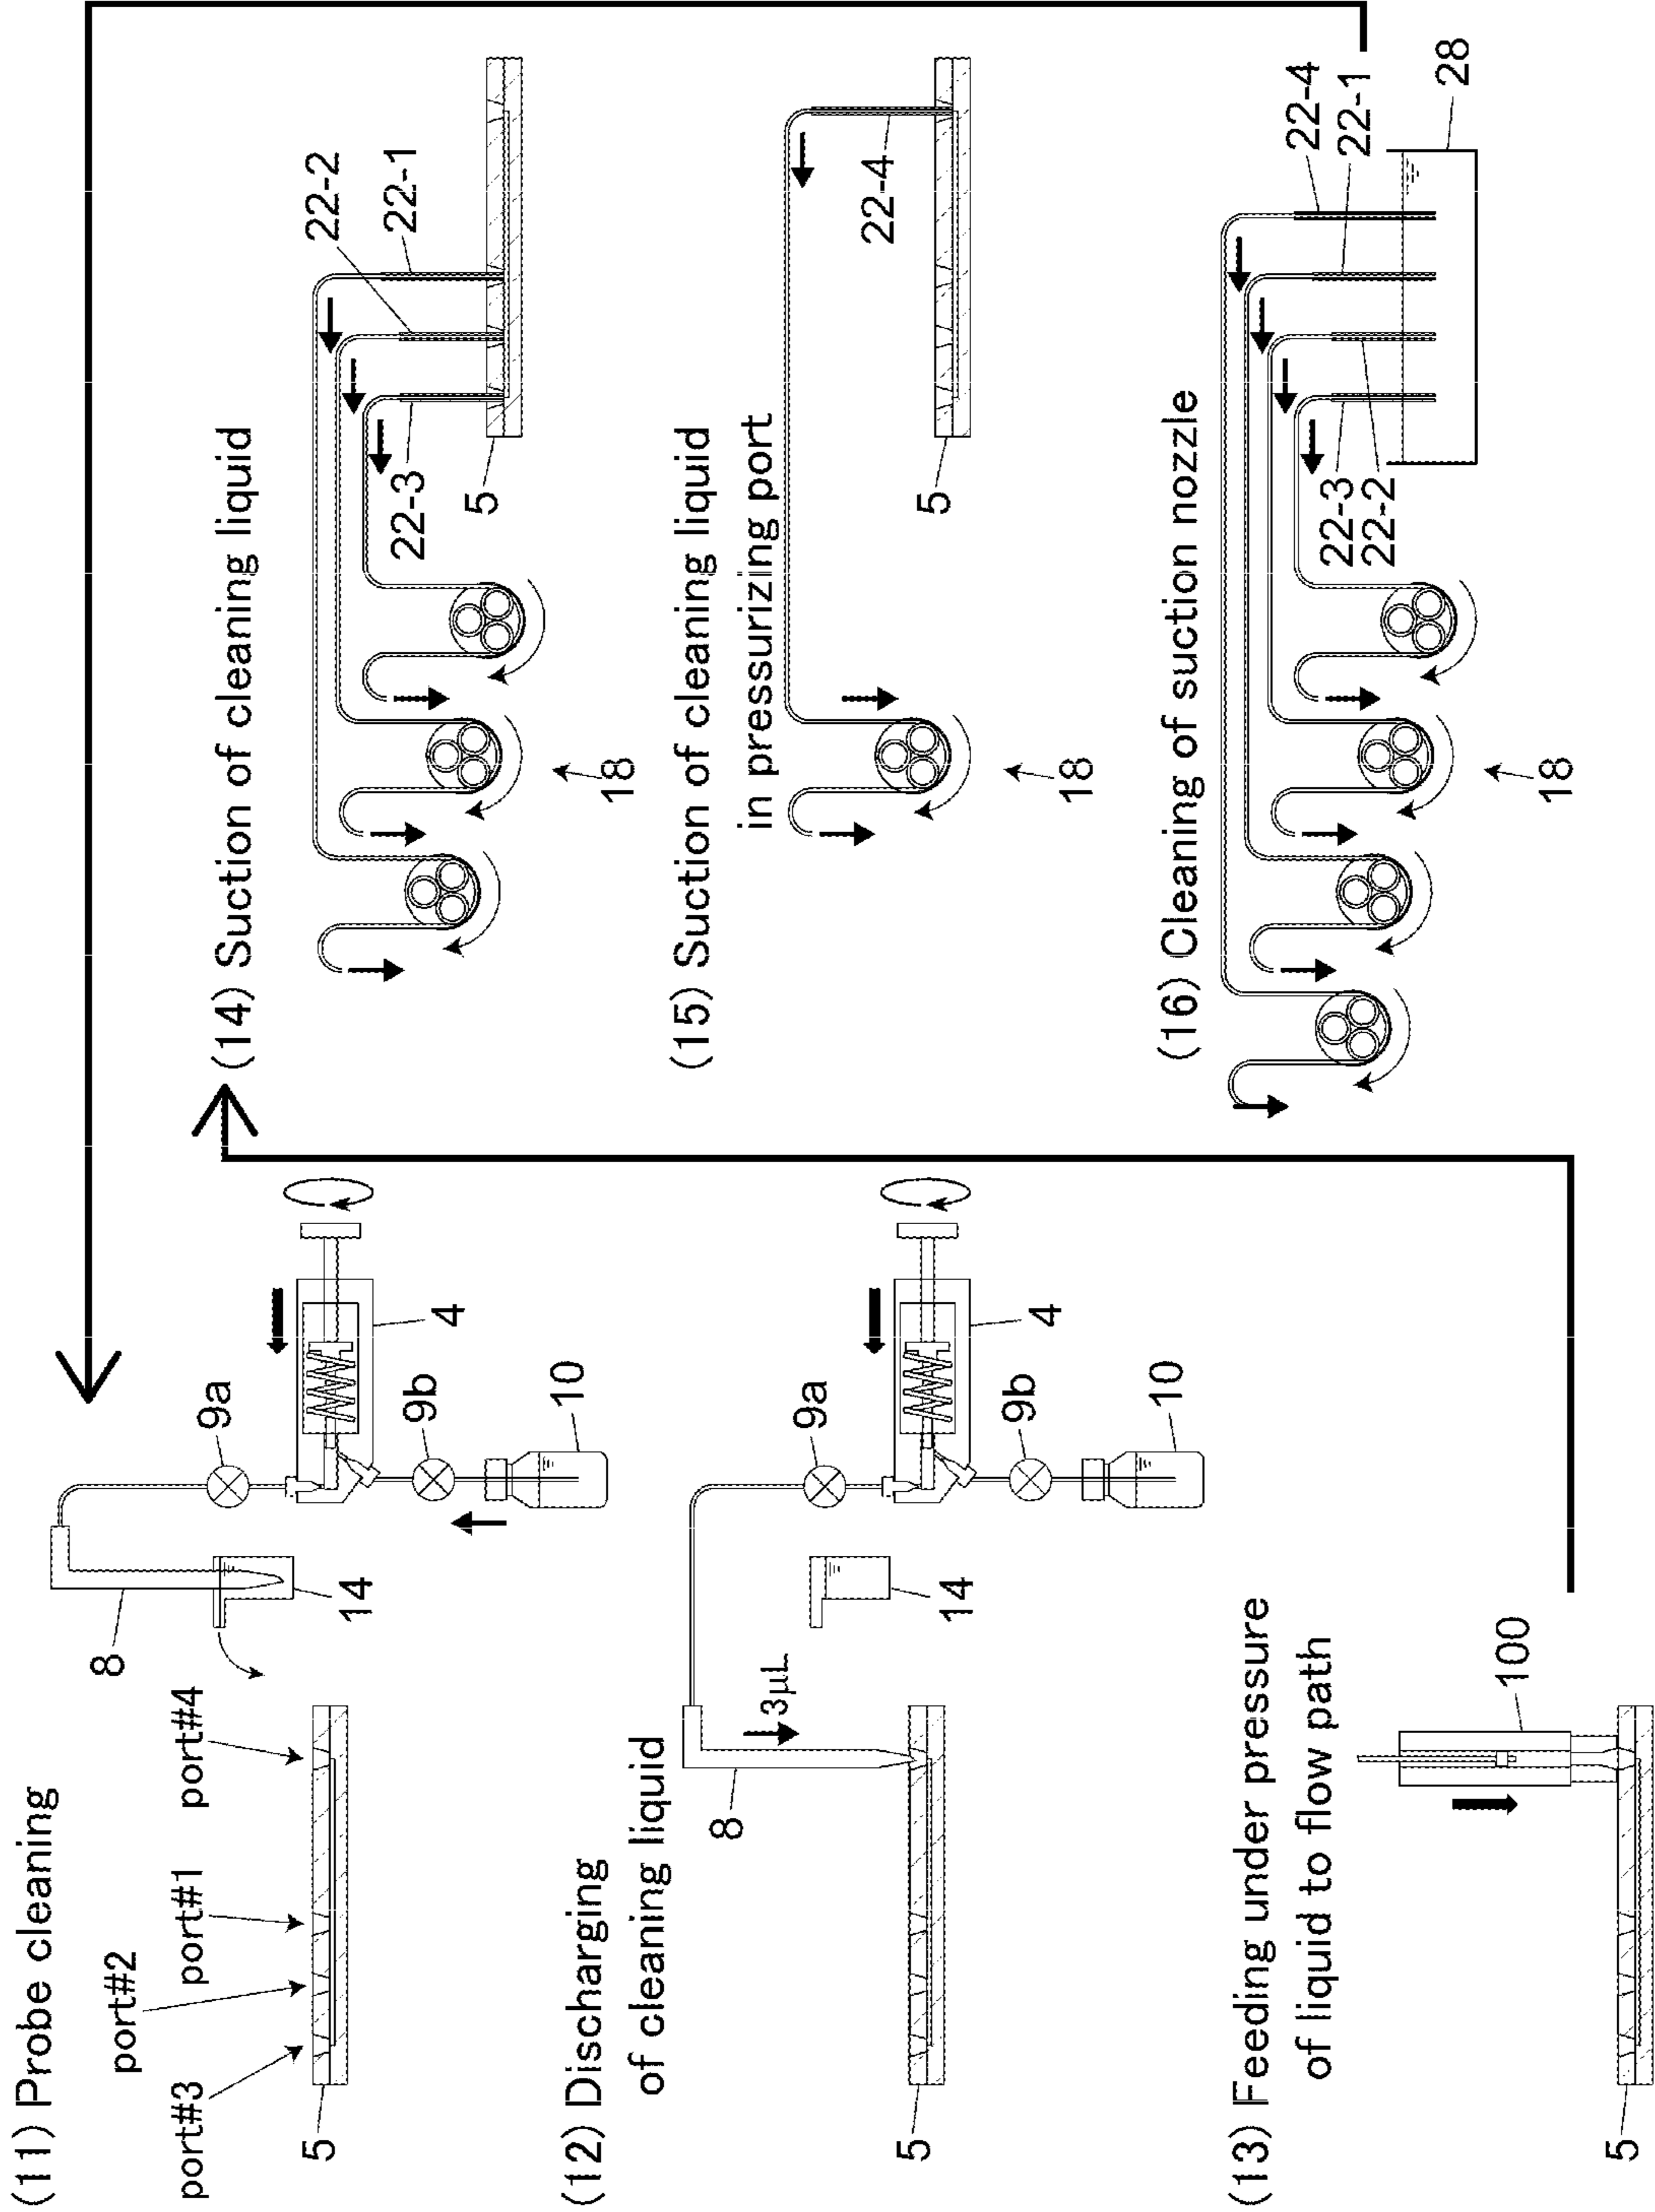 (11) Probe cleaning
port#3
port#2
port#1
port#4
8
9a
14
4
9b
10
5
(12) Discharging
of cleaning liquid
8
3μL
9a
14
4
9b
10
5
(13) Feeding under pressure
of liquid to flow path
100
5
(14) Suction of cleaning liquid
22-2
22-1
22-3
5
18
(15) Suction of cleaning liquid
in pressurizing port
22-4
5
18
(16) Cleaning of suction nozzle
22-4
22-1
22-3
22-2
28
18